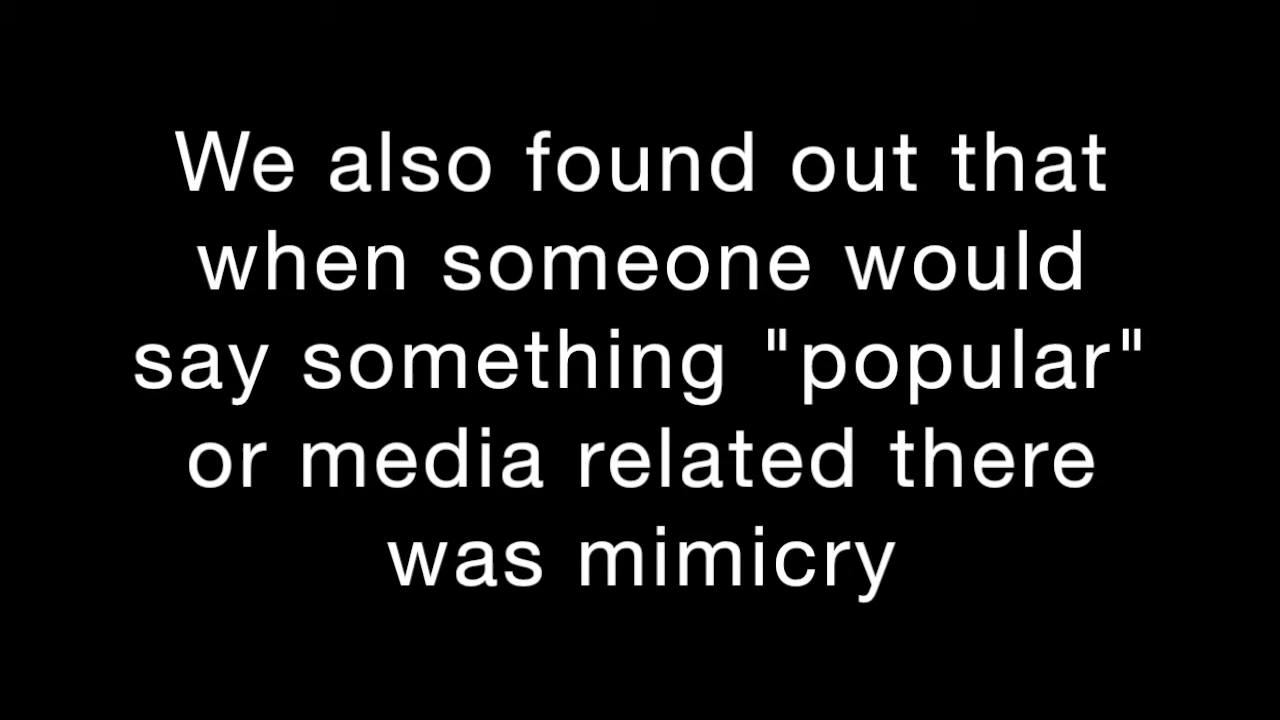 We also found out that
when someone would
say something "popular"
or media related there
was mimicry